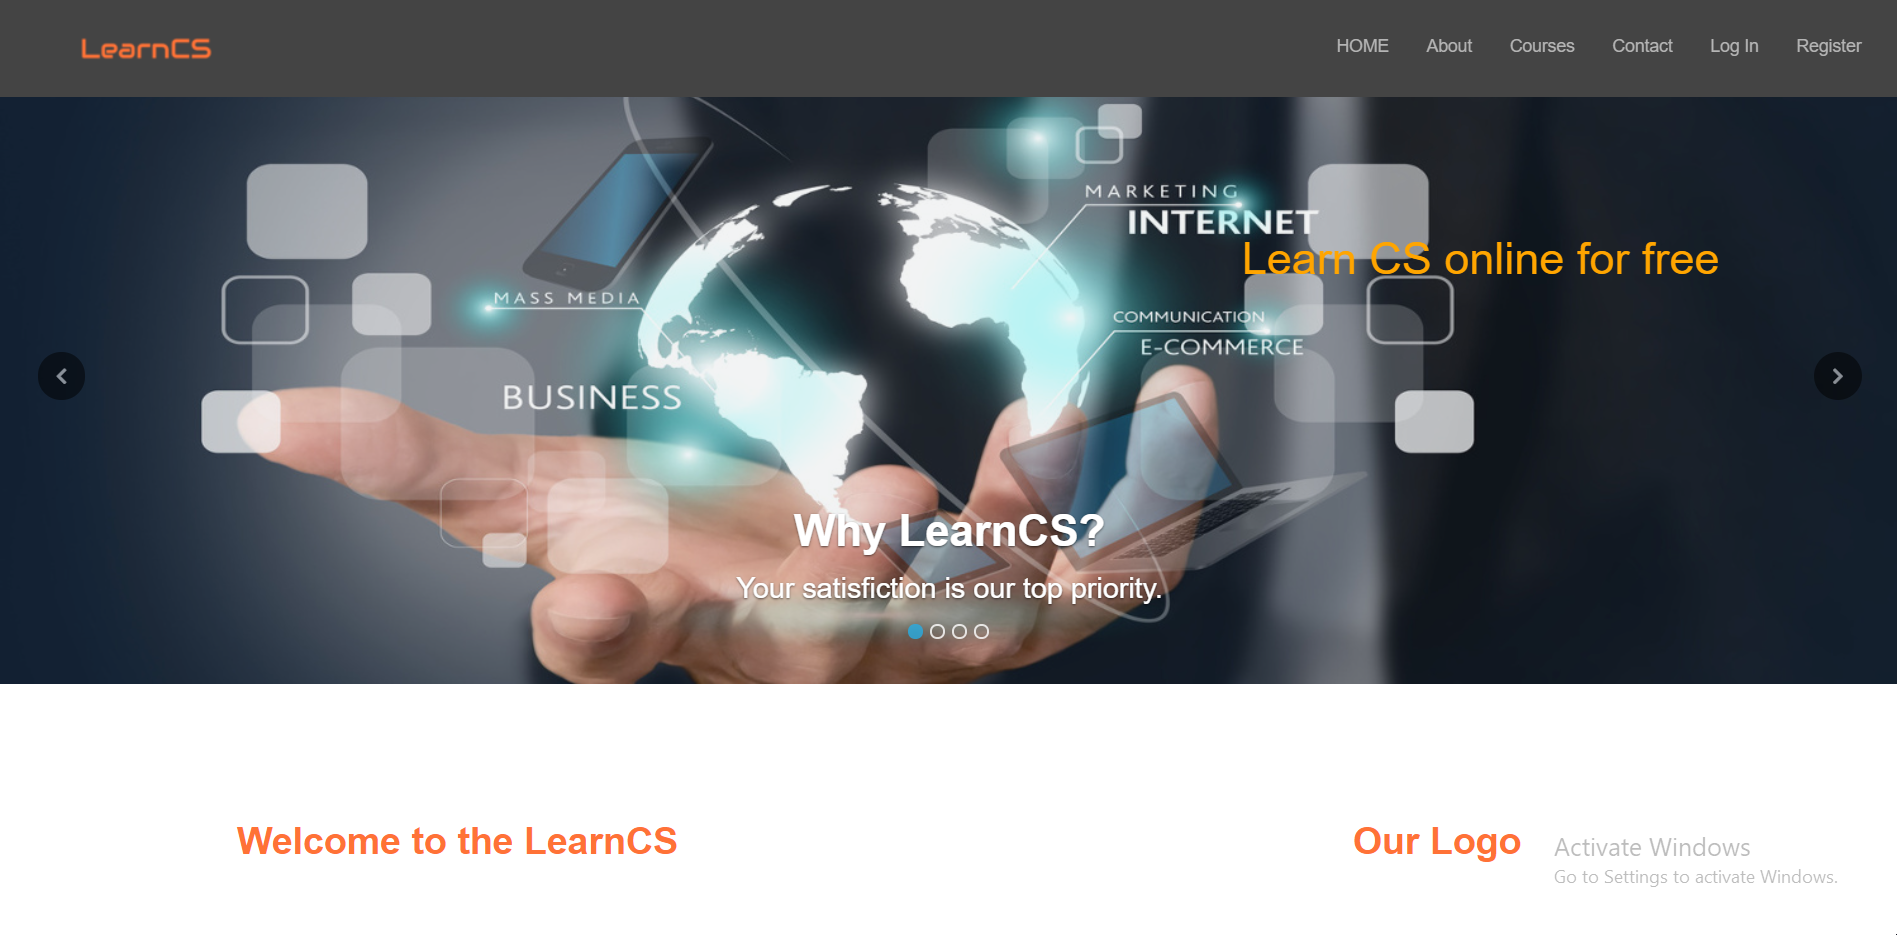 LearnCS
HOME About Courses Contact Log In Register
MARKETING
INTERNET
Learn CS online for free
MASS MEDIA
COMMUNICATION
E-COMMERCE
BUSINESS
Why LearnCS?
Your satisfiction is our top priority.
Welcome to the LearnCS
Our Logo
Activate Windows
Go to Settings to activate Windows.